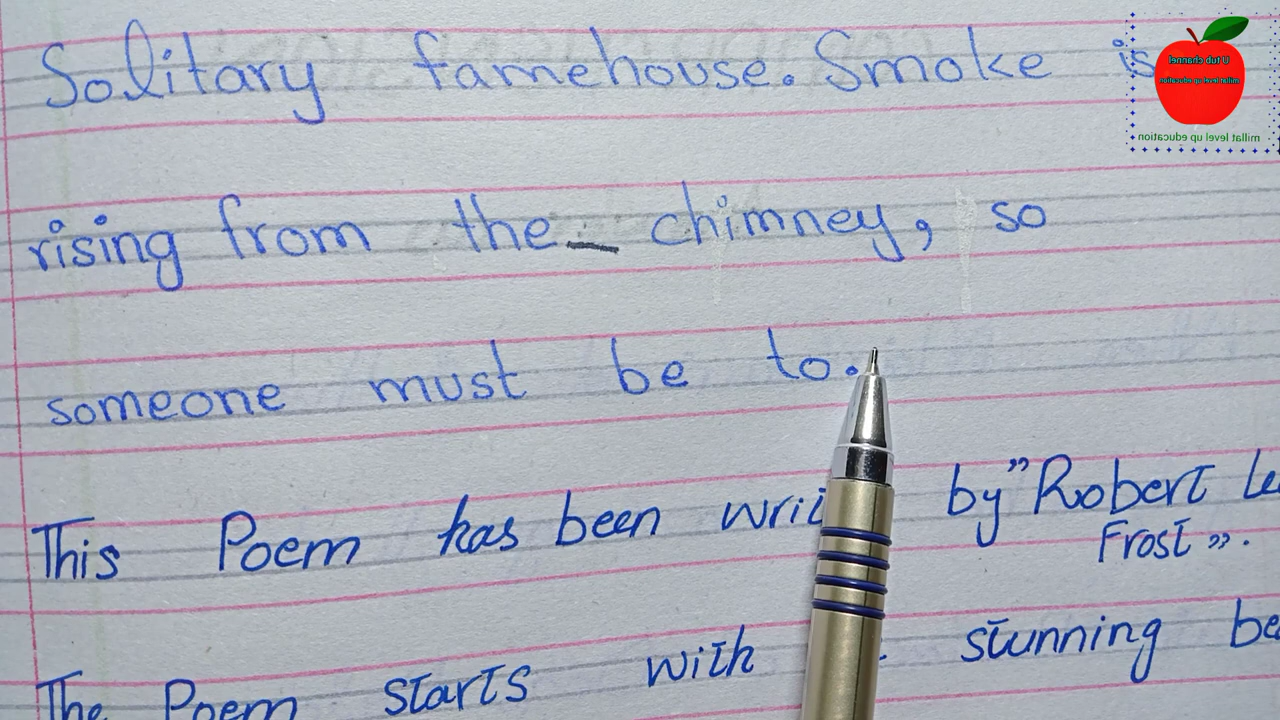 Solitary famehouse. Smoke is
rising from the chimney, so
someone must be to.
This Poem has been by "Robert
Frost".
The Poem starts with stunning
U tub channel
millat level up education
millat level up education